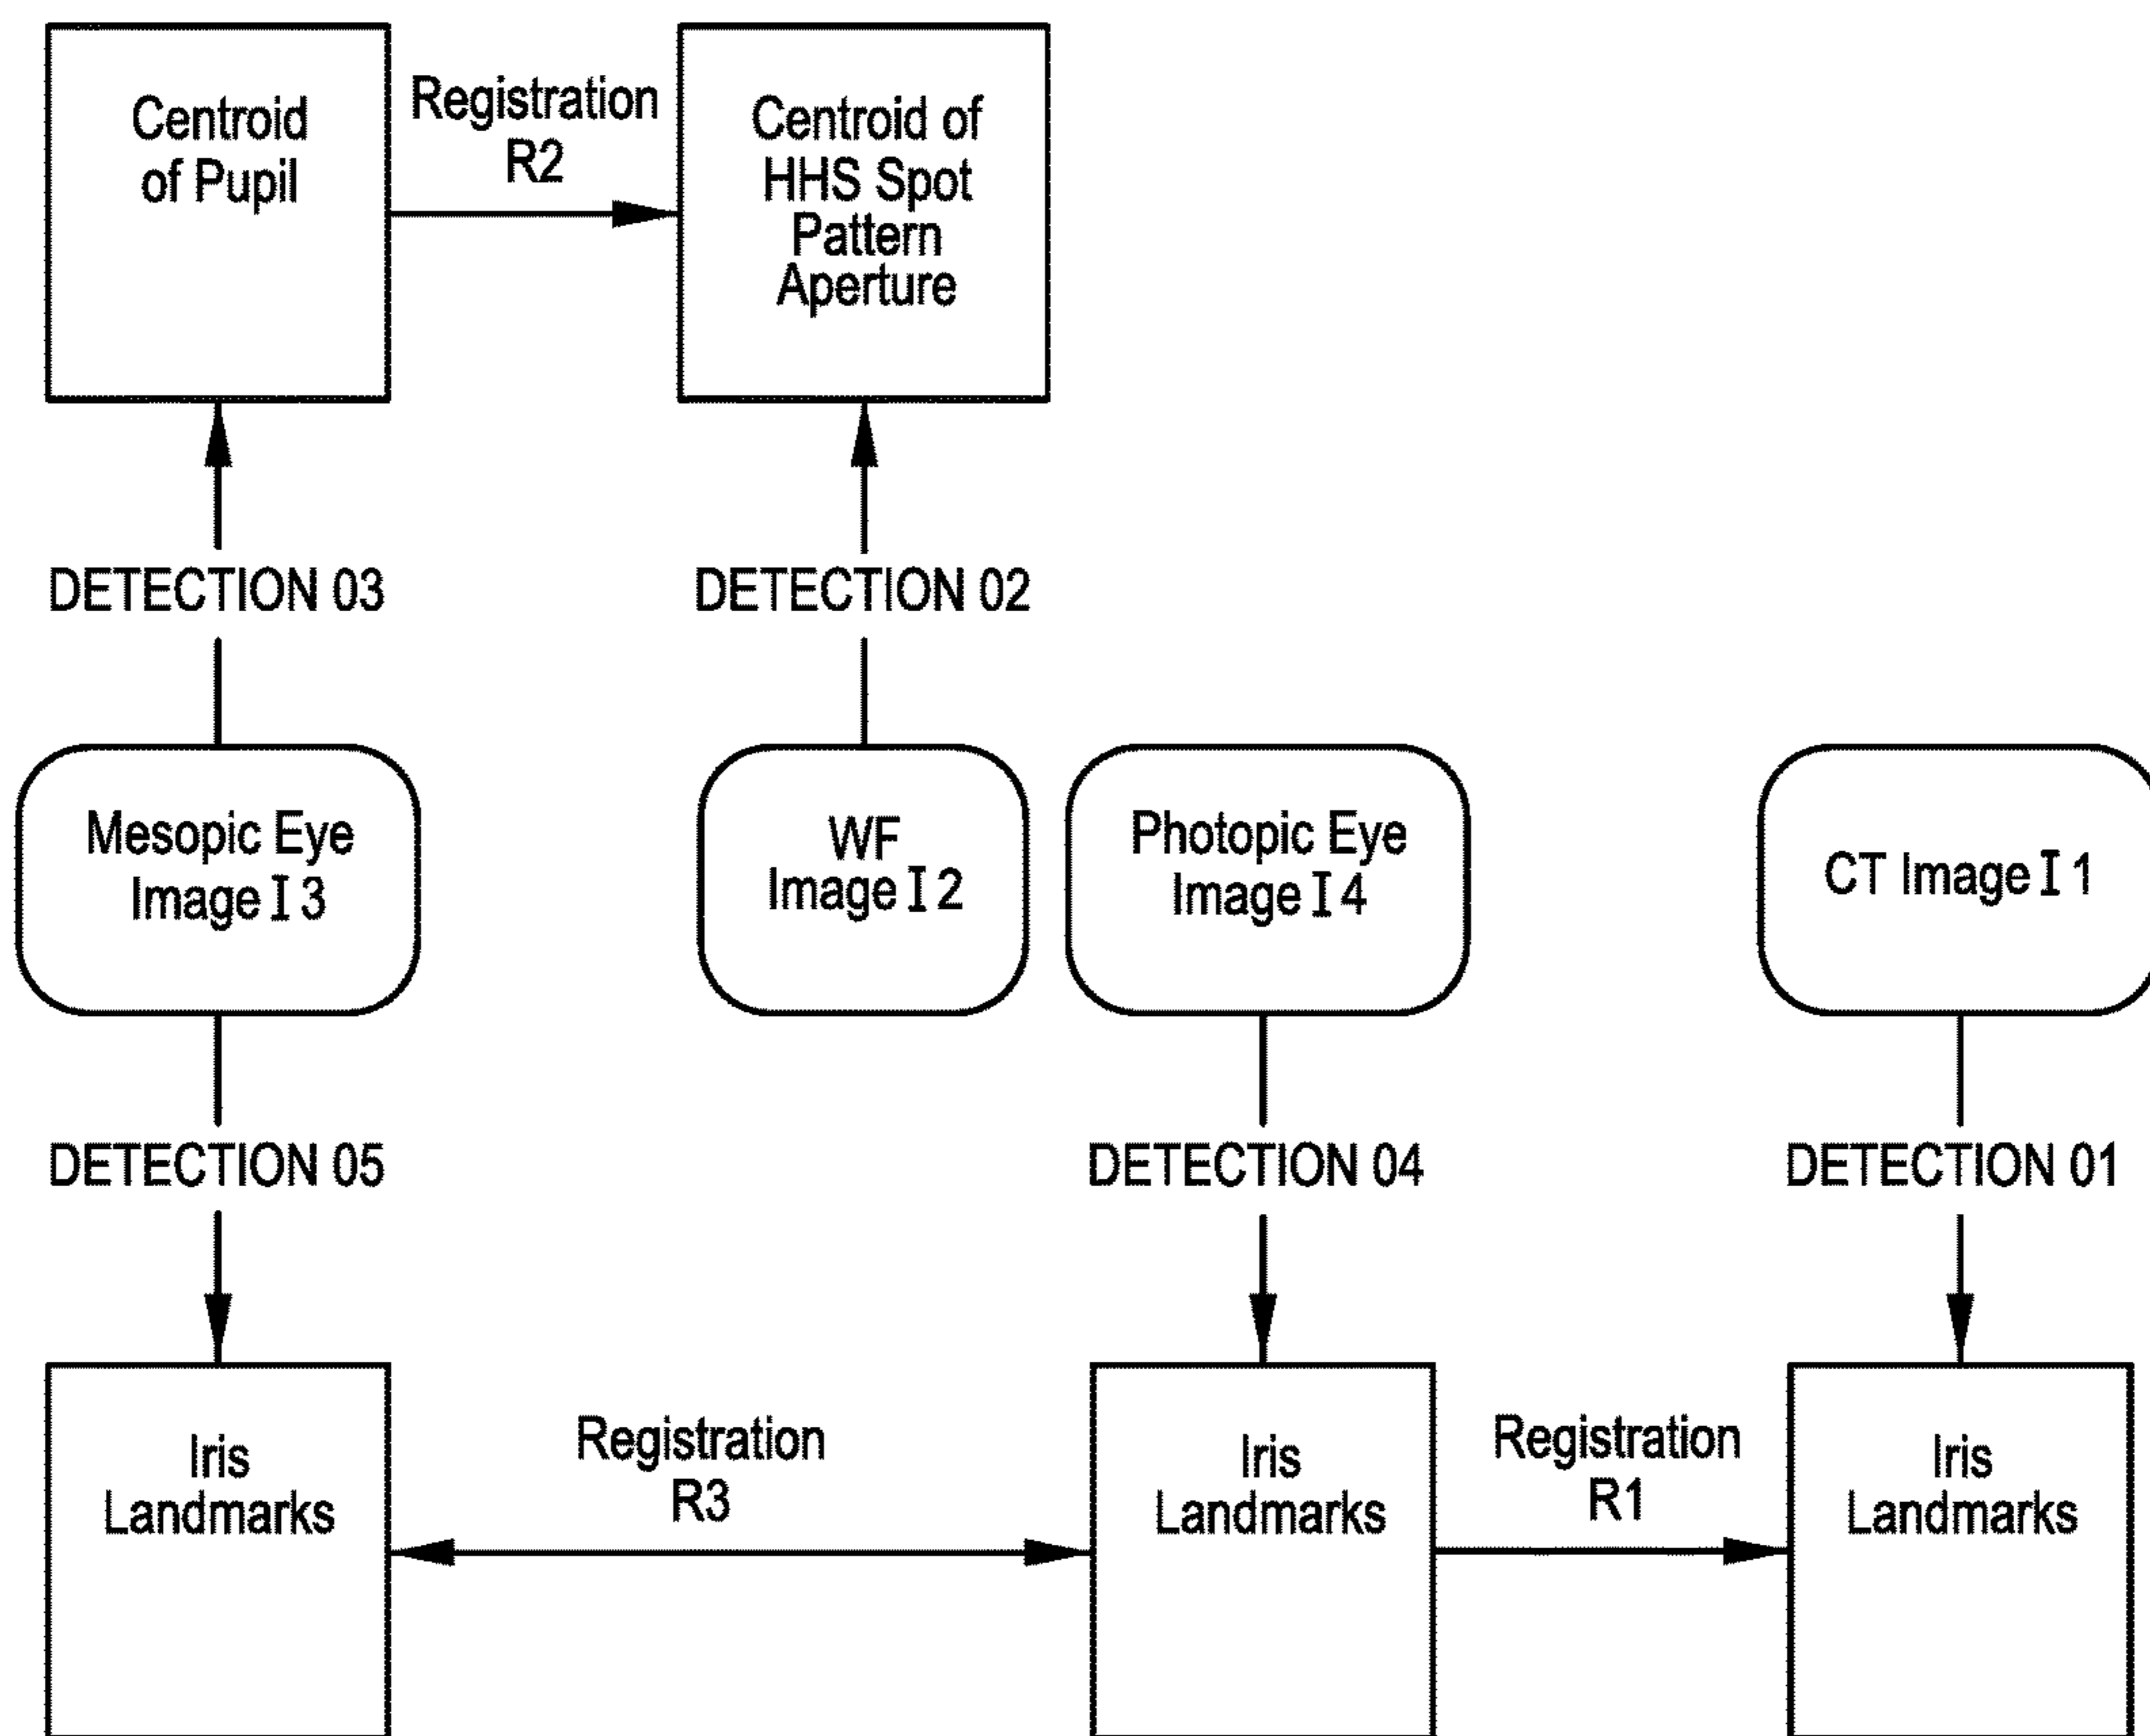 Centroid
of Pupil
Registration
R2
Centroid of
HHS Spot
Pattern
Aperture
DETECTION 03
DETECTION 02
Mesopic Eye
Image I 3
WF
Image I 2
Photopic Eye
Image I 4
CT Image I 1
DETECTION 05
DETECTION 04
DETECTION 01
Iris
Landmarks
Registration
R3
Iris
Landmarks
Registration
R1
Iris
Landmarks